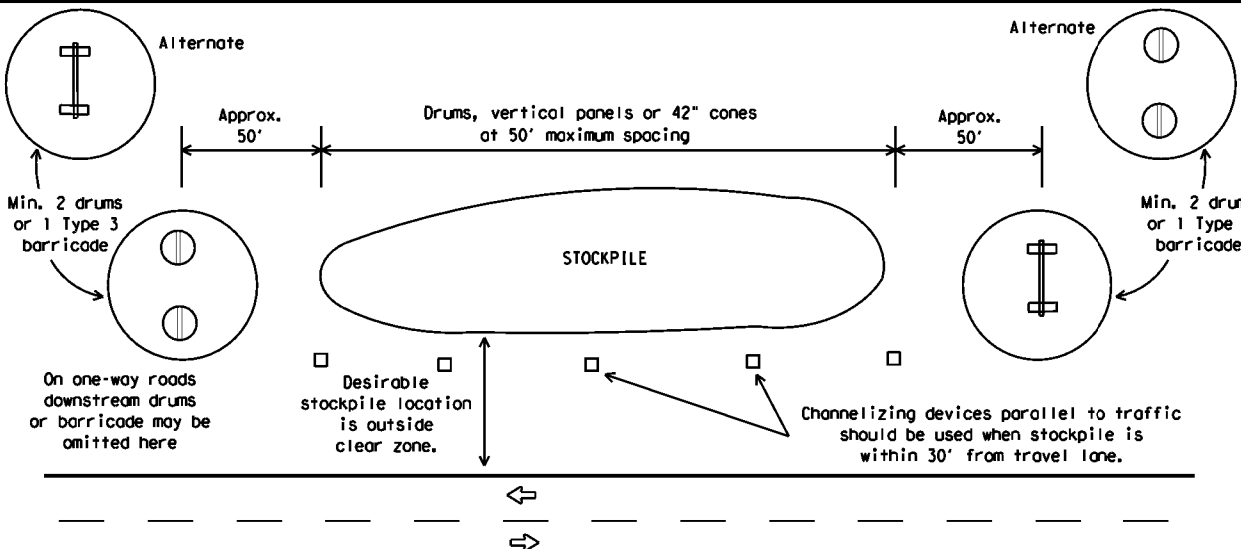 Alternate
Alternate
Approx.
50'
Drums, vertical panels or 42" cones
at 50' maximum spacing
Approx.
50'
Min. 2 drums
or 1 Type 3
barricade
STOCKPILE
Min. 2 drum
or 1 Type
barricade
On one-way roads
downstream drums
or barricade may be
omitted here
Desirable
stockpile location
is outside
clear zone.
Channelizing devices parallel to traffic
should be used when stockpile is
within 30' from travel lane.